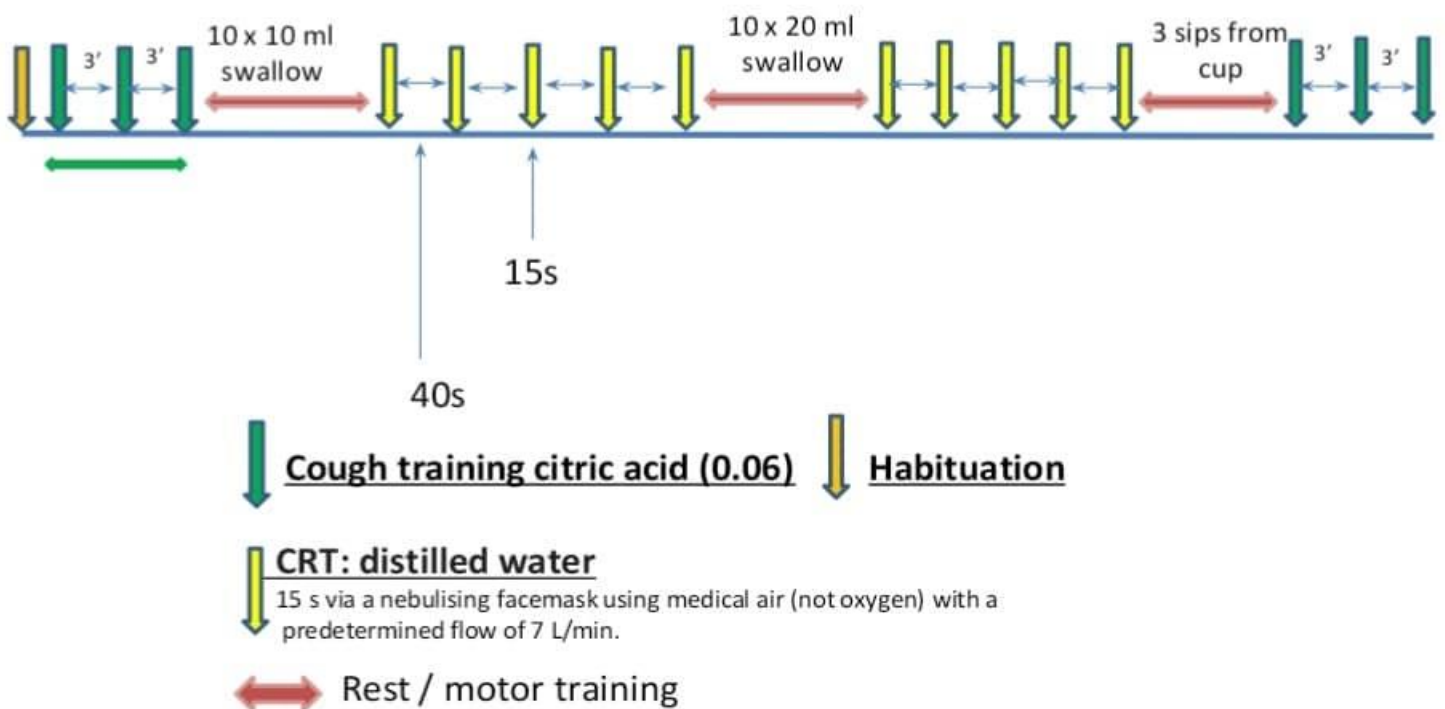 3'
3'
10 x 10 ml
swallow
10 x 20 ml
swallow
3 sips from
cup
3'
3'
15s
40s
Cough training citric acid (0.06)
Habituation
CRT: distilled water
15 s via a nebulising facemask using medical air (not oxygen) with a
predetermined flow of 7 L/min.
Rest / motor training